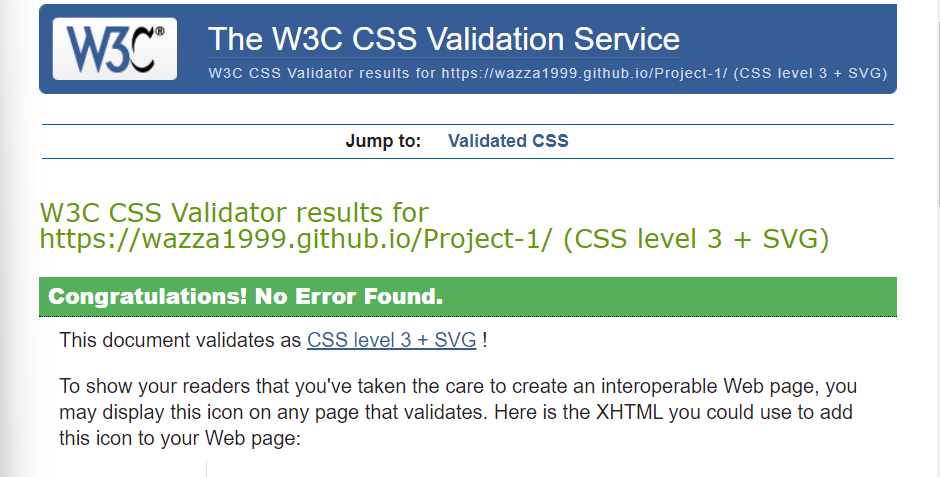 W3C®
The W3C CSS Validation Service
W3C CSS Validator results for https://wazza1999.github.io/Project-1/ (CSS level 3 + SVG)
Jump to: Validated CSS
W3C CSS Validator results for
https://wazza1999.github.io/Project-1/ (CSS level 3 + SVG)
Congratulations! No Error Found.
This document validates as CSS level 3 + SVG !
To show your readers that you've taken the care to create an interoperable Web page, you
may display this icon on any page that validates. Here is the XHTML you could use to add
this icon to your Web page: